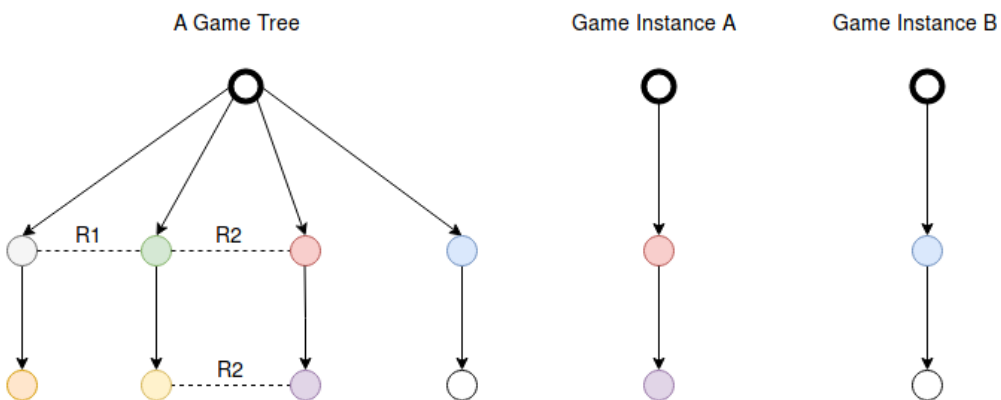 A Game Tree
Game Instance A
Game Instance B
R1
R2
R2